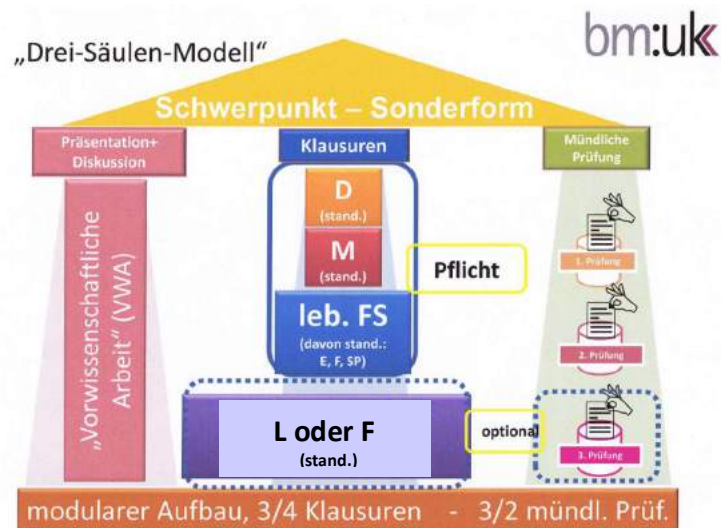 „Drei-Säulen-Modell“
bm:uk
Schwerpunkt – Sonderform
Präsentation+
Diskussion
„Vorwissenschaftliche
Arbeit“ (VWA)
Klausuren
D
(stand.)
M
(stand.)
leb. FS
(davon stand.:
E, F, SP)
Pflicht
L oder F
(stand.)
optional
Mündliche
Prüfung
1. Prüfung
2. Prüfung
3. Prüfung
modularer Aufbau, 3/4 Klausuren - 3/2 mündl. Prüf.